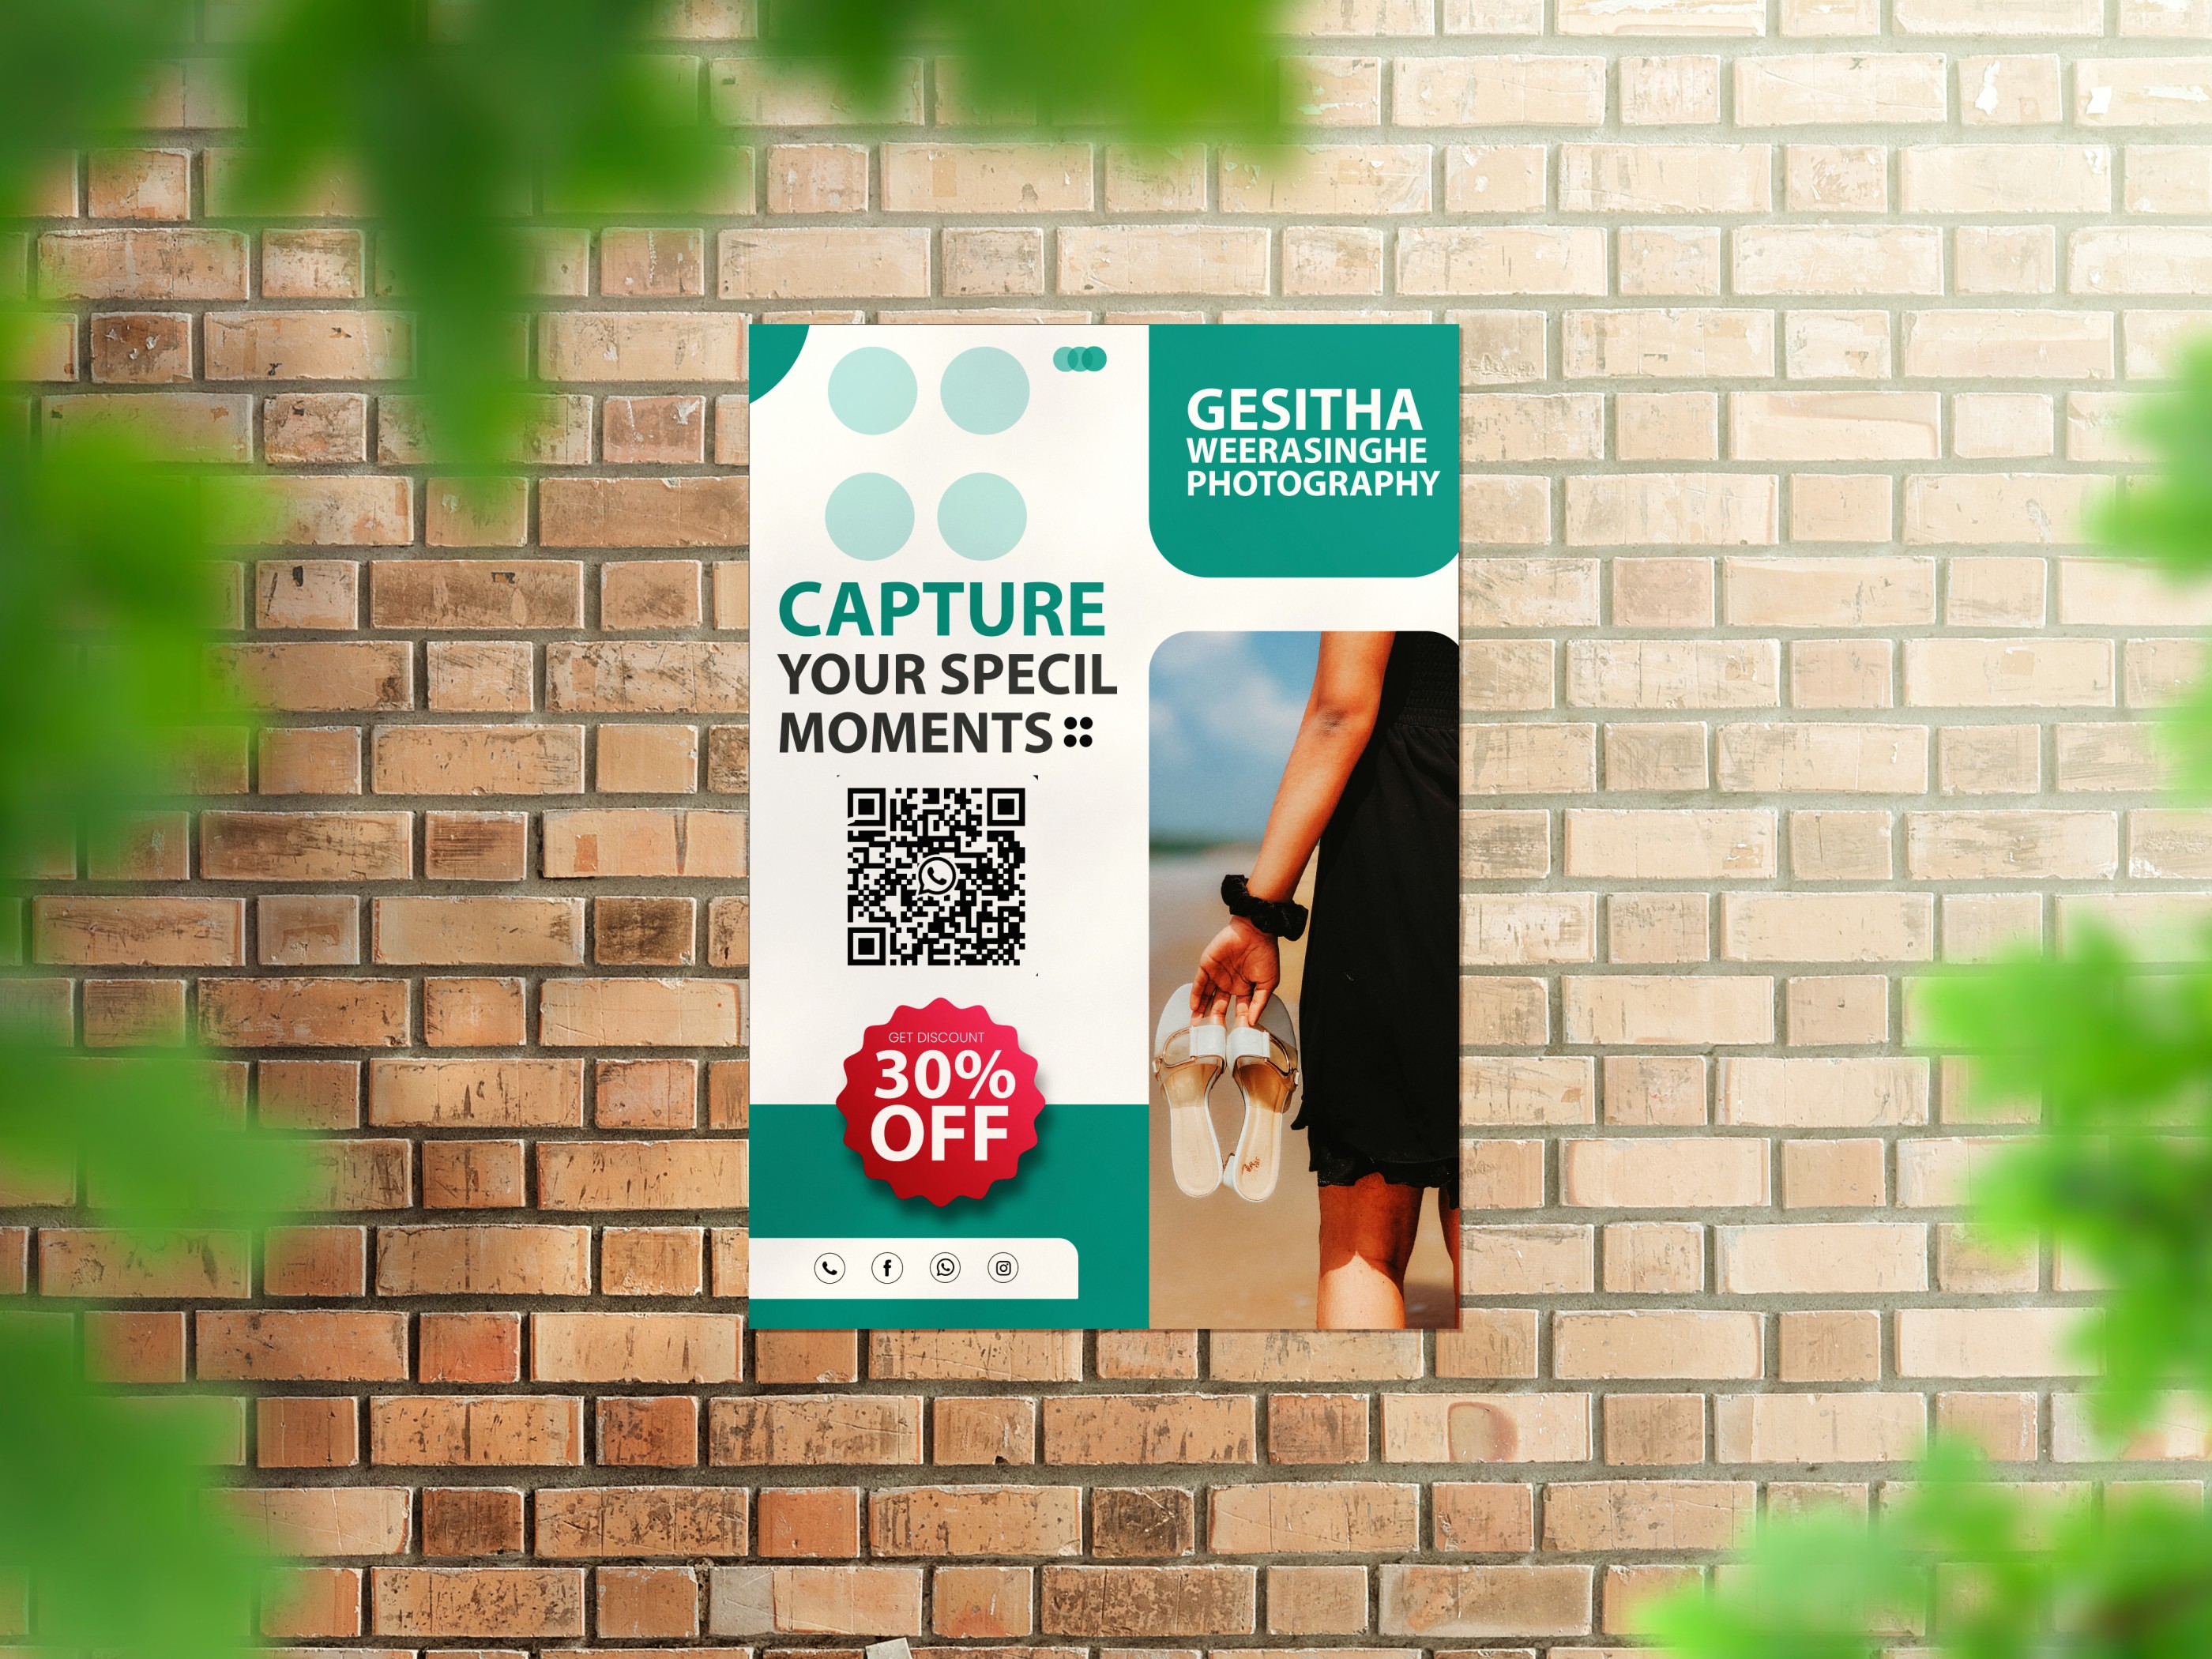 GESITHA
WEERASINGHE
PHOTOGRAPHY
CAPTURE
YOUR SPECIL
MOMENTS
GET DISCOUNT
30%
OFF